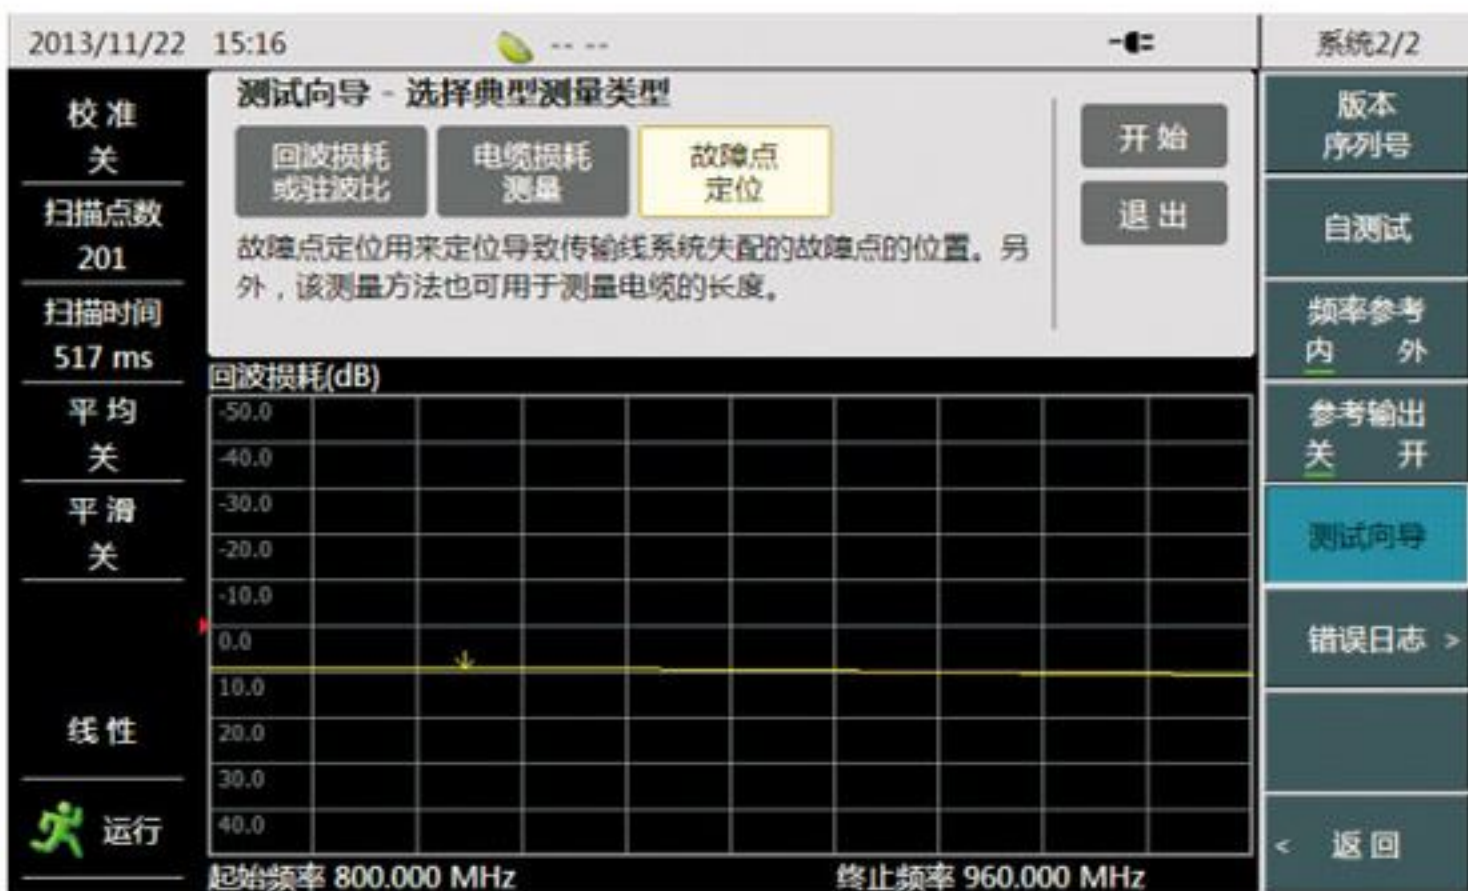 2013/11/22 15:16 -- --
系统2/2
校准
关
扫描点数
201
扫描时间
517 ms
平均
关
平滑
关
线性
运行
测试向导 - 选择典型测量类型
回波损耗
或驻波比
电缆损耗
测量
故障点
定位
开始
退出
故障点定位用来定位导致传输线系统失配的故障点的位置。另
外，该测量方法也可用于测量电缆的长度。
回波损耗(dB)
-50.0
-40.0
-30.0
-20.0
-10.0
0.0
10.0
20.0
30.0
40.0
起始频率 800.000 MHz
终止频率 960.000 MHz
版本
序列号
自测试
频率参考
内 外
参考输出
关 开
测试向导
错误日志 >
< 返回